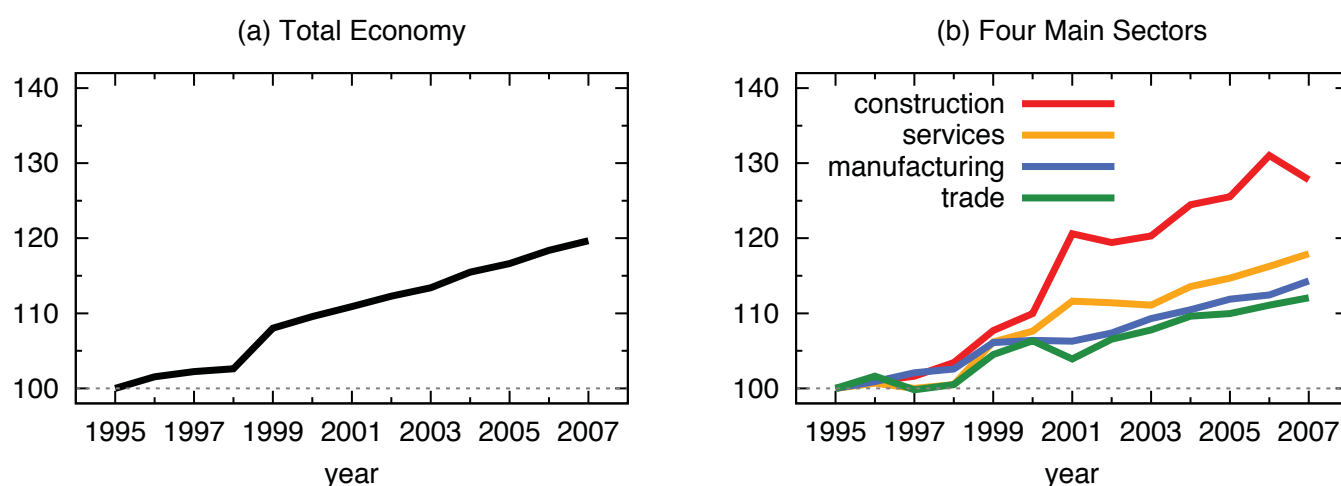 (a) Total Economy
140
130
120
110
100
1995 1997 1999 2001 2003 2005 2007
year
(b) Four Main Sectors
140
130
120
110
100
construction
services
manufacturing
trade
1995 1997 1999 2001 2003 2005 2007
year